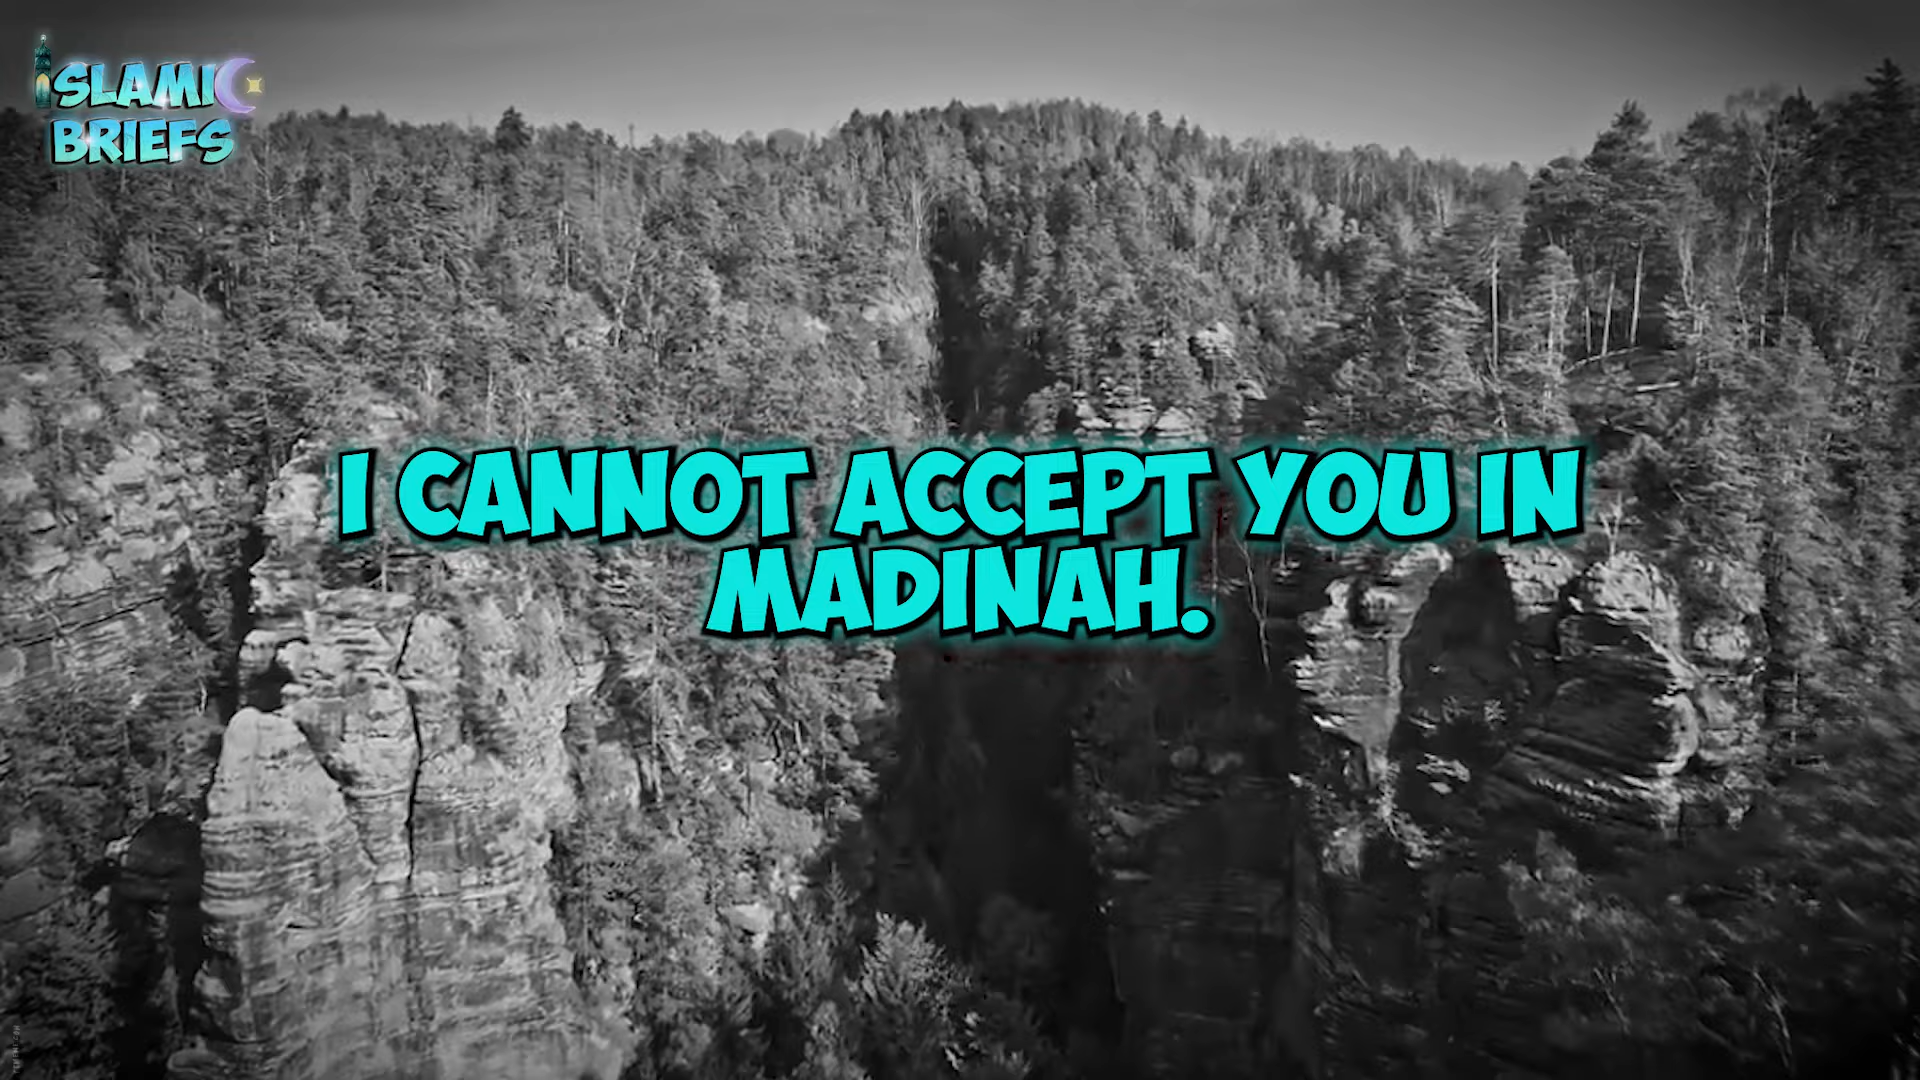 ISLAMIC
BRIEFS
I CANNOT ACCEPT YOU IN
MADINAH.